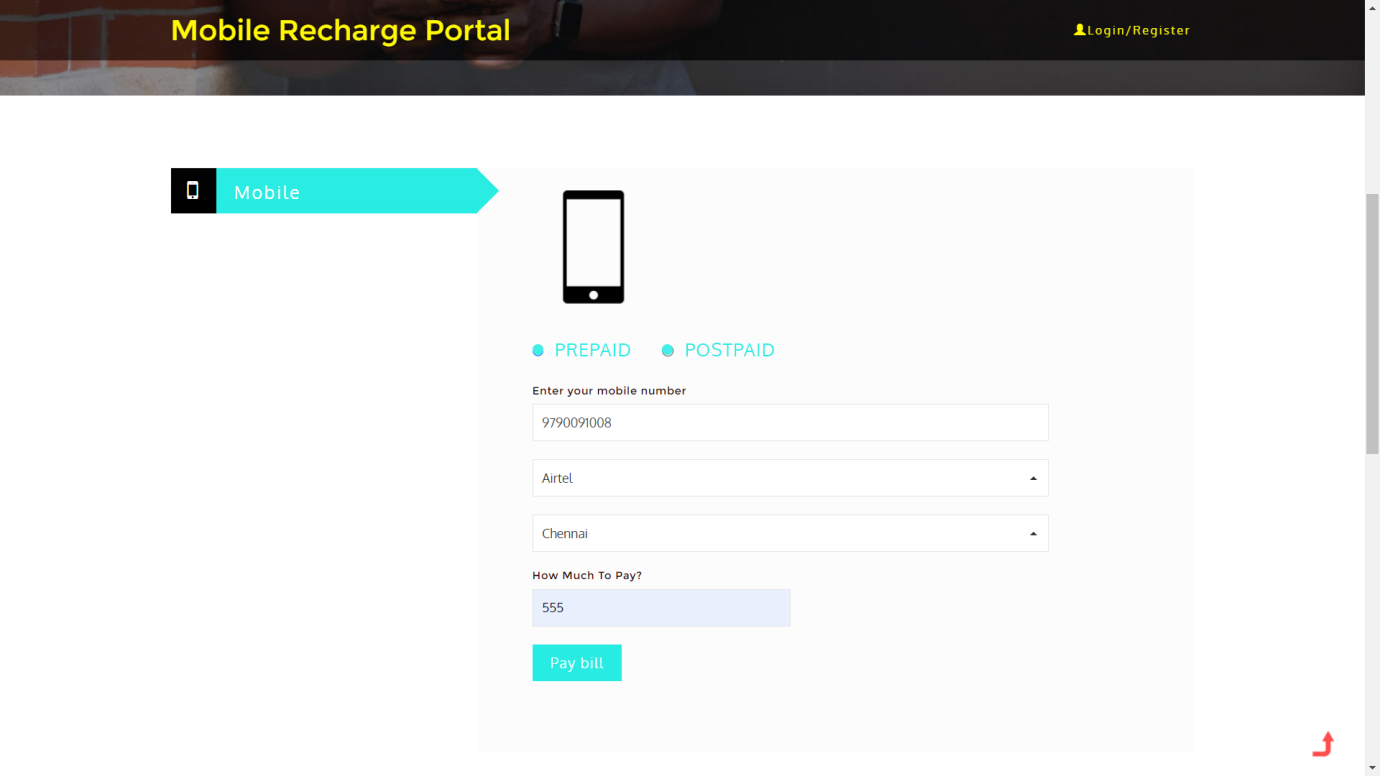 Mobile Recharge Portal
Login/Register
Mobile
PREPAID POSTPAID
Enter your mobile number
9790091008
Airtel
Chennai
How Much To Pay?
555
Pay bill